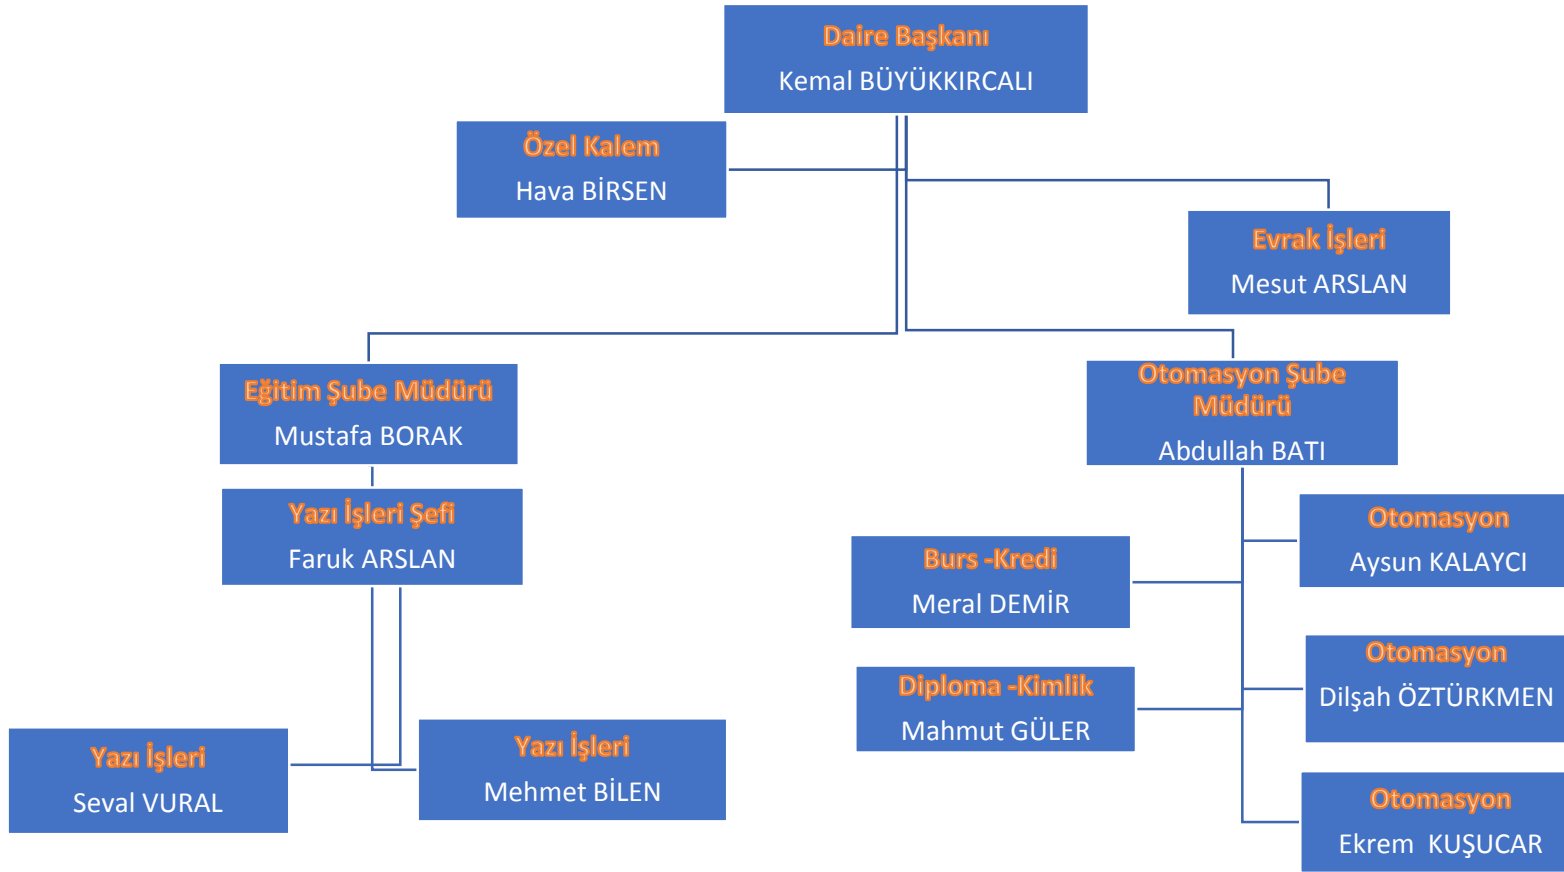 Daire Başkanı
Kemal BÜYÜKKIRCALI
Özel Kalem
Hava BİRSEN
Evrak İşleri
Mesut ARSLAN
Eğitim Şube Müdürü
Mustafa BORAK
Otomasyon Şube
Müdürü
Abdullah BATI
Yazı İşleri Şefi
Faruk ARSLAN
Otomasyon
Aysun KALAYCI
Burs -Kredi
Meral DEMİR
Otomasyon
Dilşah ÖZTÜRKMEN
Diploma -Kimlik
Mahmut GÜLER
Yazı İşleri
Seval VURAL
Yazı İşleri
Mehmet BİLEN
Otomasyon
Ekrem  KUŞUCAR